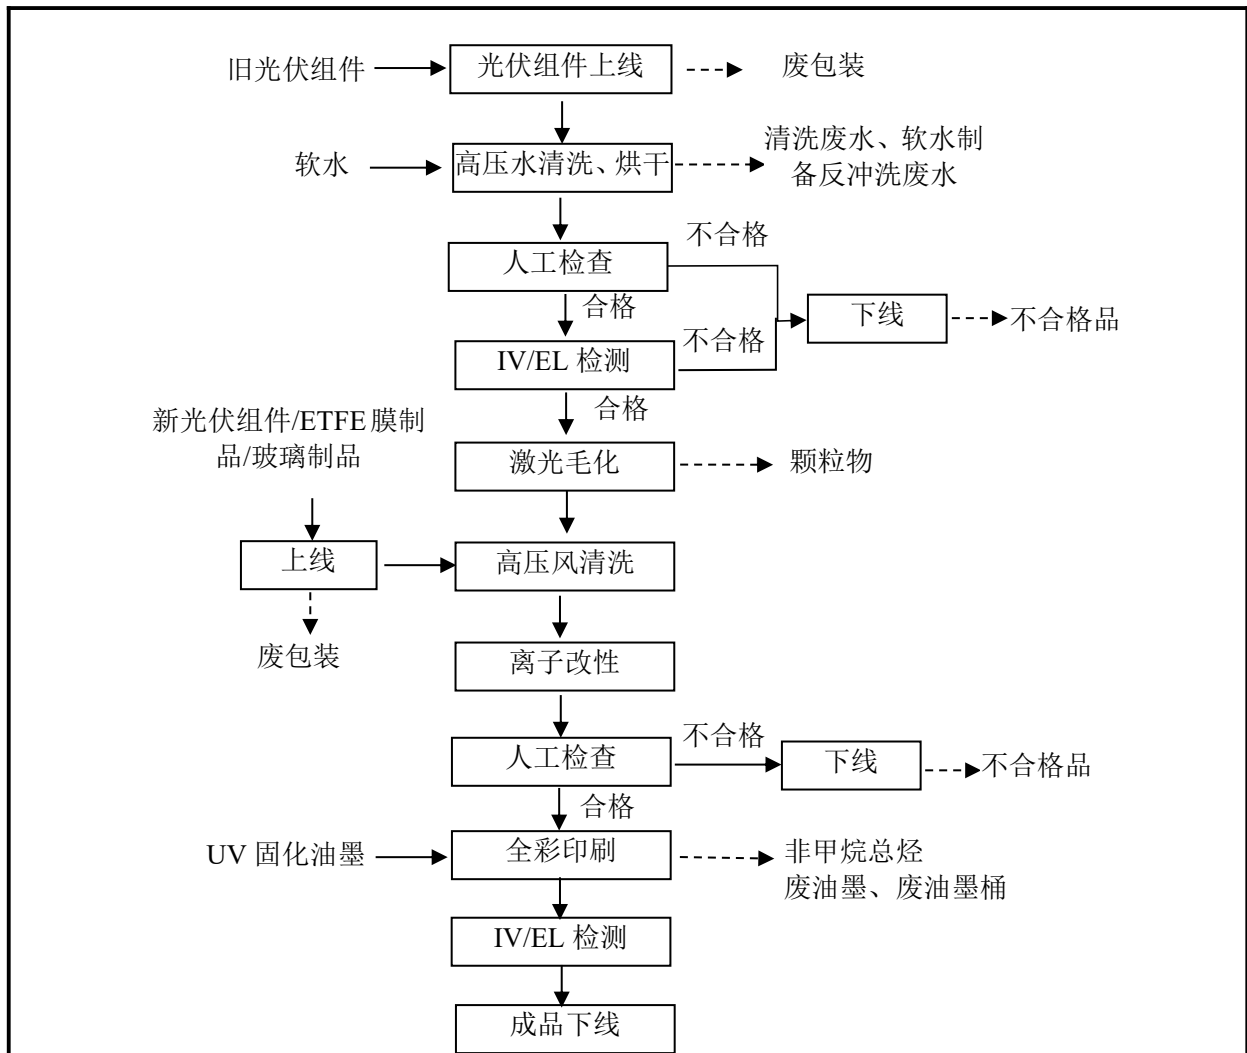 旧光伏组件
光伏组件上线
废包装
软水
高压水清洗、烘干
清洗废水、软水制
备反冲洗废水
人工检查
不合格
合格
下线
不合格品
IV/EL 检测
不合格
合格
新光伏组件/ETFE 膜制
品/玻璃制品
激光毛化
颗粒物
上线
高压风清洗
废包装
离子改性
人工检查
不合格
下线
不合格品
合格
UV 固化油墨
全彩印刷
非甲烷总烃
废油墨、废油墨桶
IV/EL 检测
成品下线